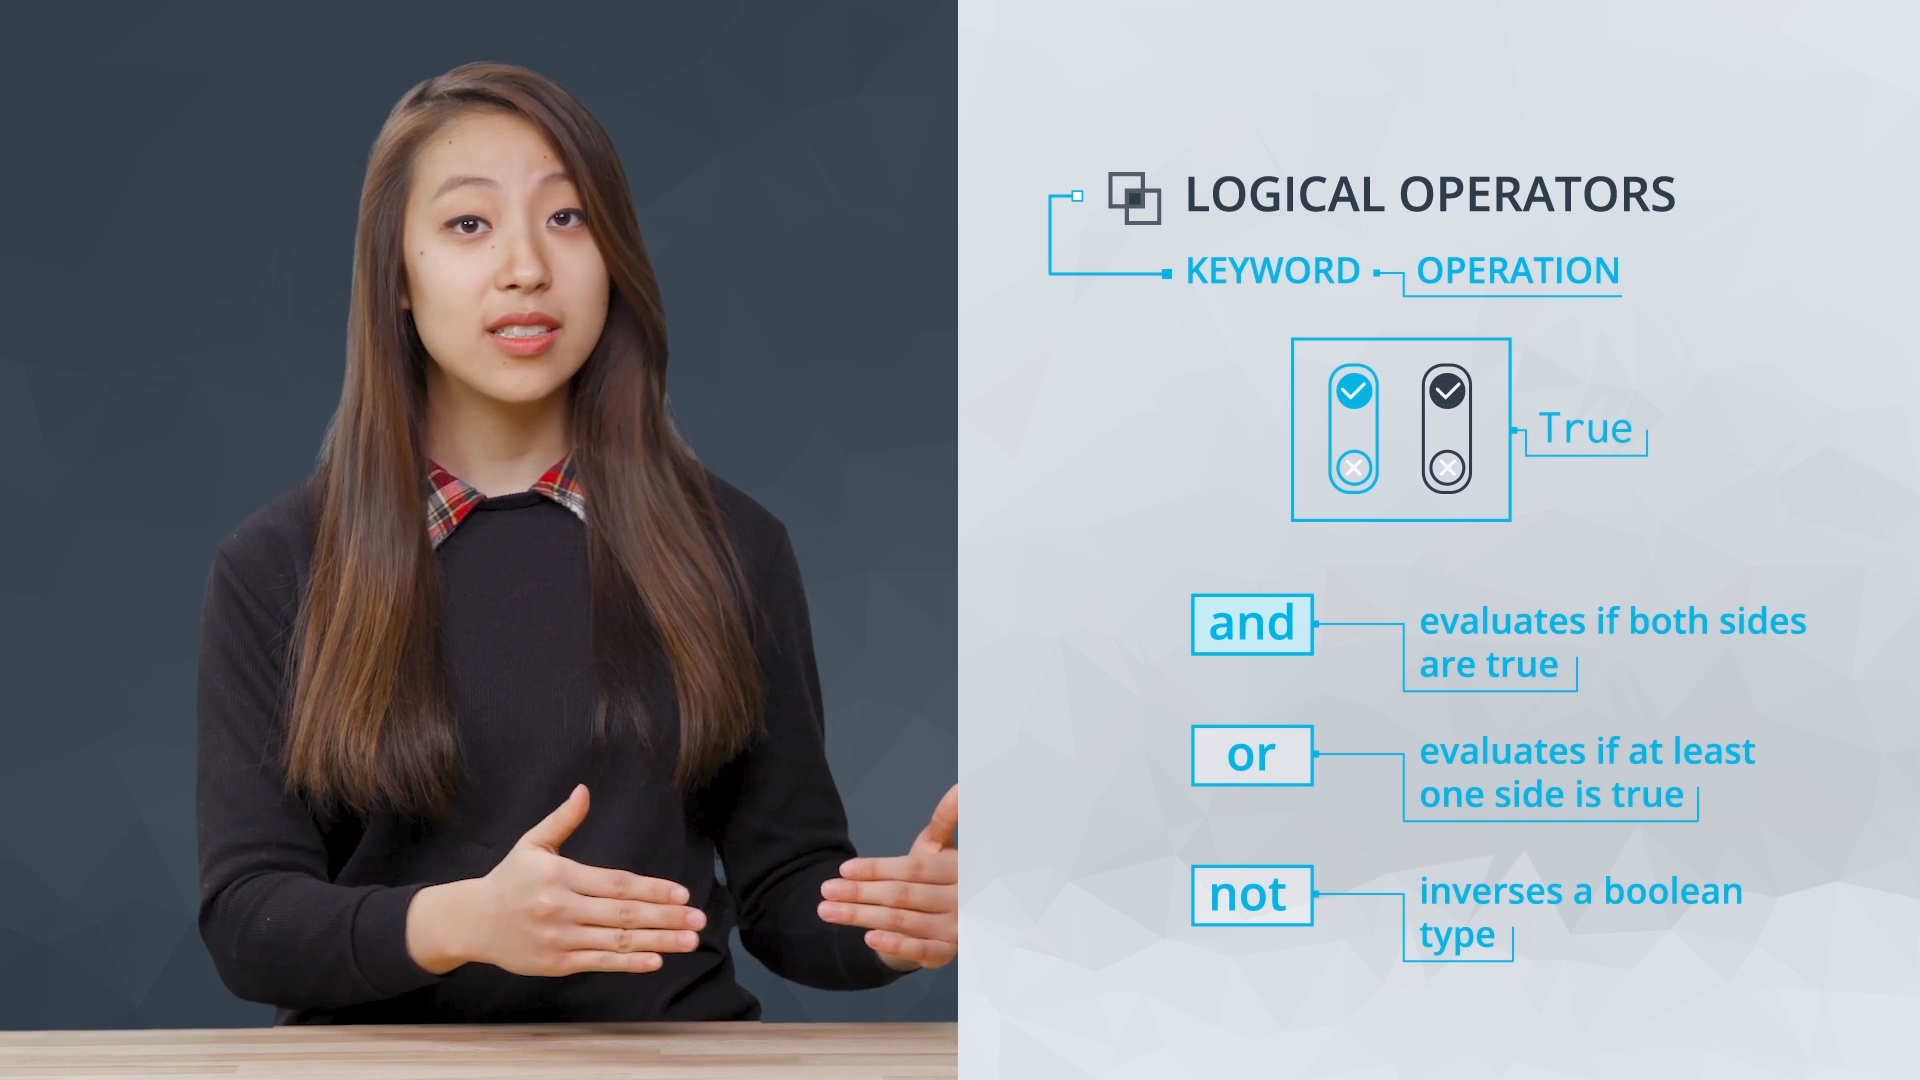 LOGICAL OPERATORS
KEYWORD OPERATION
True
and
evaluates if both sides
are true
or
evaluates if at least
one side is true
not
inverses a boolean
type